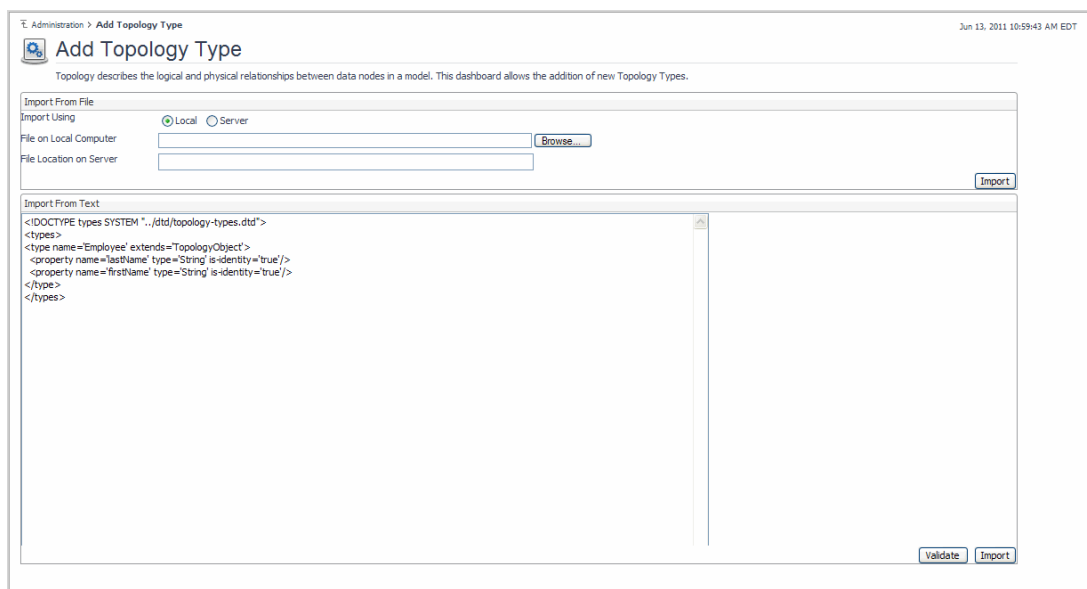 Administration > Add Topology Type
Jun 13, 2011 10:59:43 AM EDT
Add Topology Type
Topology describes the logical and physical relationships between data nodes in a model. This dashboard allows the addition of new Topology Types.
Import From File
Import Using
Local Server
File on Local Computer
Browse...
File Location on Server
Import
Import From Text
<!DOCTYPE types SYSTEM "../dtd/topology-types.dtd">
<types>
<type name='Employee' extends='TopologyObject'>
<property name='lastName' type='String' is-identity='true'/>
<property name='firstName' type='String' is-identity='true'/>
</type>
</types>
Validate Import